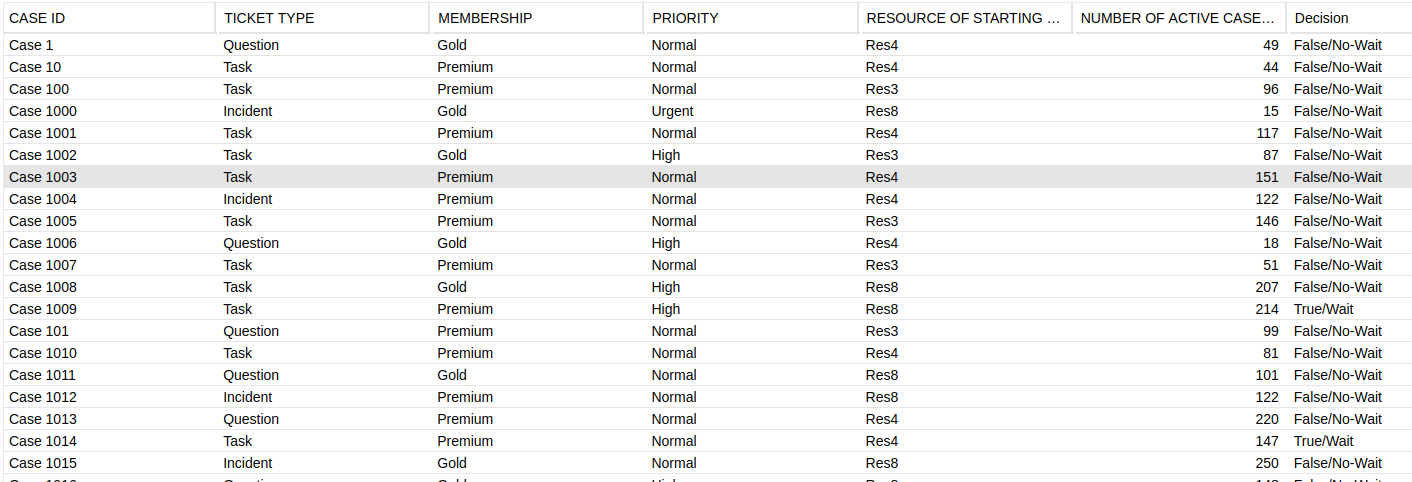 CASE ID TICKET TYPE MEMBERSHIP PRIORITY RESOURCE OF STARTING ... NUMBER OF ACTIVE CASE... Decision
Case 1 Question Gold Normal Res4 49 False/No-Wait
Case 10 Task Premium Normal Res4 44 False/No-Wait
Case 100 Task Premium Normal Res3 96 False/No-Wait
Case 1000 Incident Gold Urgent Res8 15 False/No-Wait
Case 1001 Task Premium Normal Res4 117 False/No-Wait
Case 1002 Task Gold High Res3 87 False/No-Wait
Case 1003 Task Premium Normal Res4 151 False/No-Wait
Case 1004 Incident Premium Normal Res4 122 False/No-Wait
Case 1005 Task Premium Normal Res3 146 False/No-Wait
Case 1006 Question Gold High Res4 18 False/No-Wait
Case 1007 Task Premium Normal Res3 51 False/No-Wait
Case 1008 Task Gold High Res8 207 False/No-Wait
Case 1009 Task Premium High Res8 214 True/Wait
Case 101 Question Premium Normal Res3 99 False/No-Wait
Case 1010 Task Premium Normal Res4 81 False/No-Wait
Case 1011 Question Gold Normal Res8 101 False/No-Wait
Case 1012 Incident Premium Normal Res8 122 False/No-Wait
Case 1013 Question Premium Normal Res4 220 False/No-Wait
Case 1014 Task Premium Normal Res4 147 True/Wait
Case 1015 Incident Gold Normal Res8 250 False/No-Wait